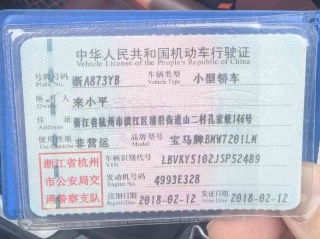 中华人民共和国机动车行驶证
Vehicle License of the People's Republic of China
号牌号码 浙A873YB 车辆类型 小型轿车
Plate No. Vehicle Type
所有人 来小平
Owner
住址 浙江省杭州市滨江区浦沿街道山二村孔家坡146号
Address
使用性质 非营运 品牌型号 宝马牌BMW7201LM
Use Character Model
浙江省杭州
市公安局交
通警察支队
车辆识别代号 LBVKY5102JSP52489
VIN
发动机号码 4993E328
Engine No.
注册日期 2018-02-12 发证日期 2018-02-12
Register Date Issue Date